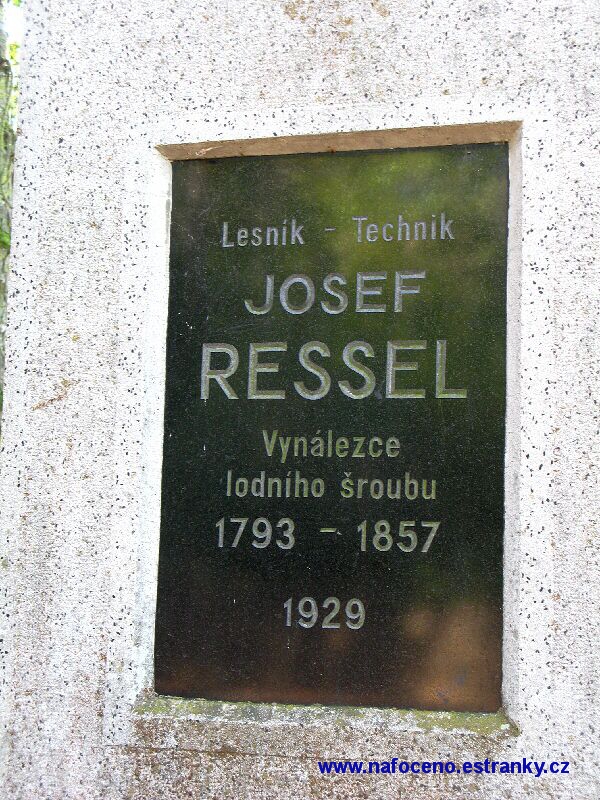 Lesník - Technik
JOSEF
RESSEL
Vynálezce
lodního šroubu
1793 - 1857
1929
www.nafoceno.estranky.cz